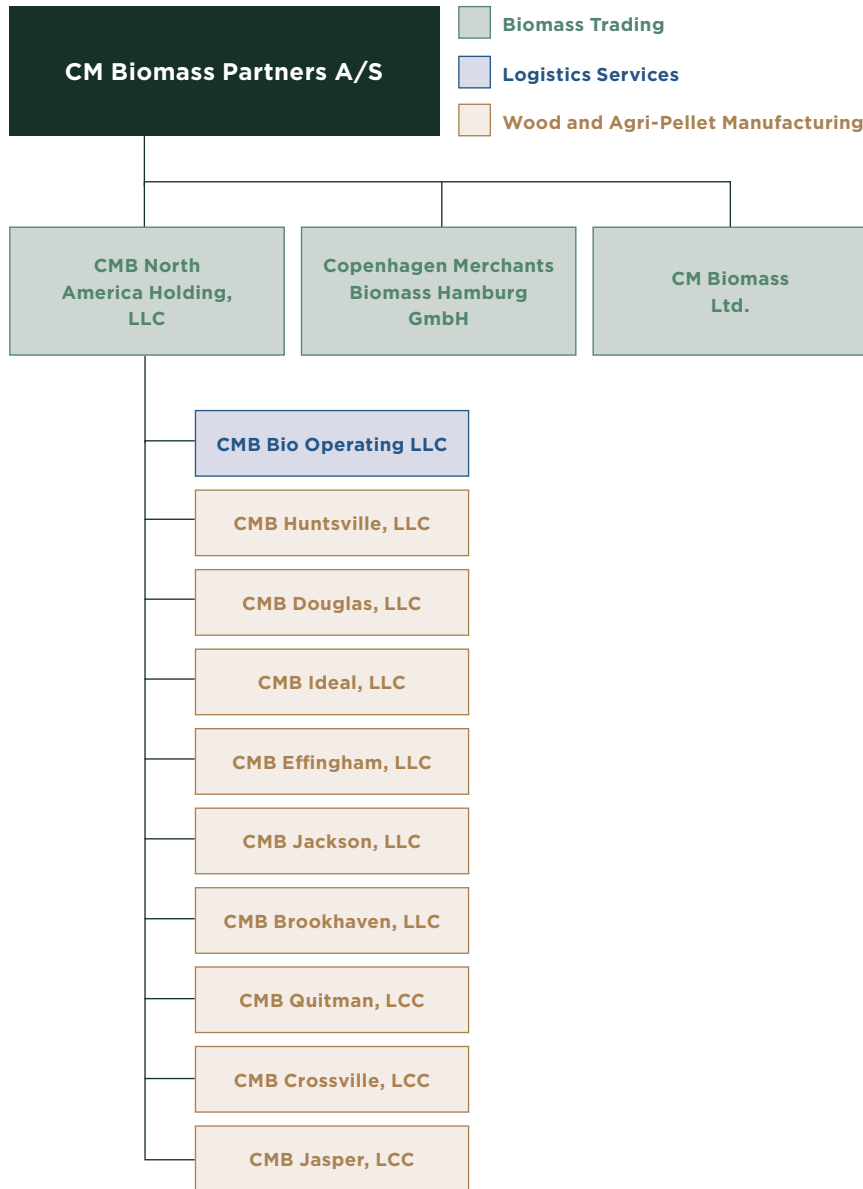 CM Biomass Partners A/S
Biomass Trading
Logistics Services
Wood and Agri-Pellet Manufacturing
CMB North
America Holding,
LLC
Copenhagen Merchants
Biomass Hamburg
GmbH
CM Biomass
Ltd.
CMB Bio Operating LLC
CMB Huntsville, LLC
CMB Douglas, LLC
CMB Ideal, LLC
CMB Effingham, LLC
CMB Jackson, LLC
CMB Brookhaven, LLC
CMB Quitman, LCC
CMB Crossville, LCC
CMB Jasper, LCC